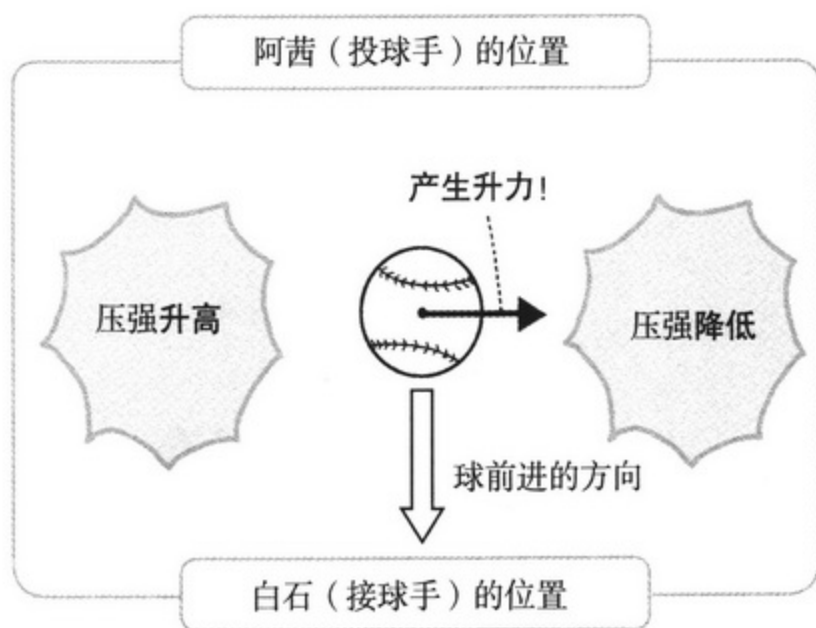 阿茜（投球手）的位置
产生升力！
压强升高
压强降低
球前进的方向
白石（接球手）的位置